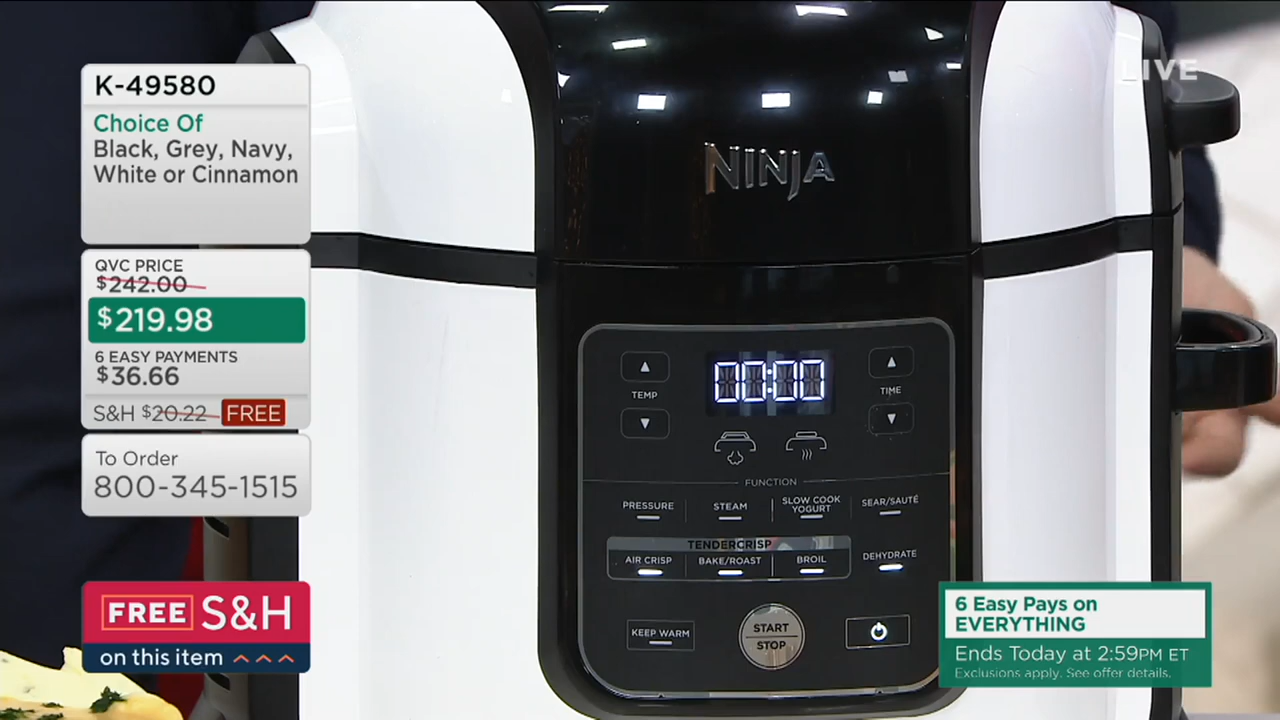 LIVE
K-49580
Choice Of
Black, Grey, Navy,
White or Cinnamon
QVC PRICE
$242.00
$219.98
6 EASY PAYMENTS
$36.66
S&H $20.22 FREE
To Order
800-345-1515
FREE S&H
on this item
NINJA
00:00
TEMP
TIME
FUNCTION
PRESSURE
STEAM
SLOW COOK
YOGURT
SEAR/SAUTÉ
TENDERCRISP
AIR CRISP
BAKE/ROAST
BROIL
DEHYDRATE
KEEP WARM
START
STOP
6 Easy Pays on
EVERYTHING
Ends Today at 2:59PM ET
Exclusions apply. See offer details.